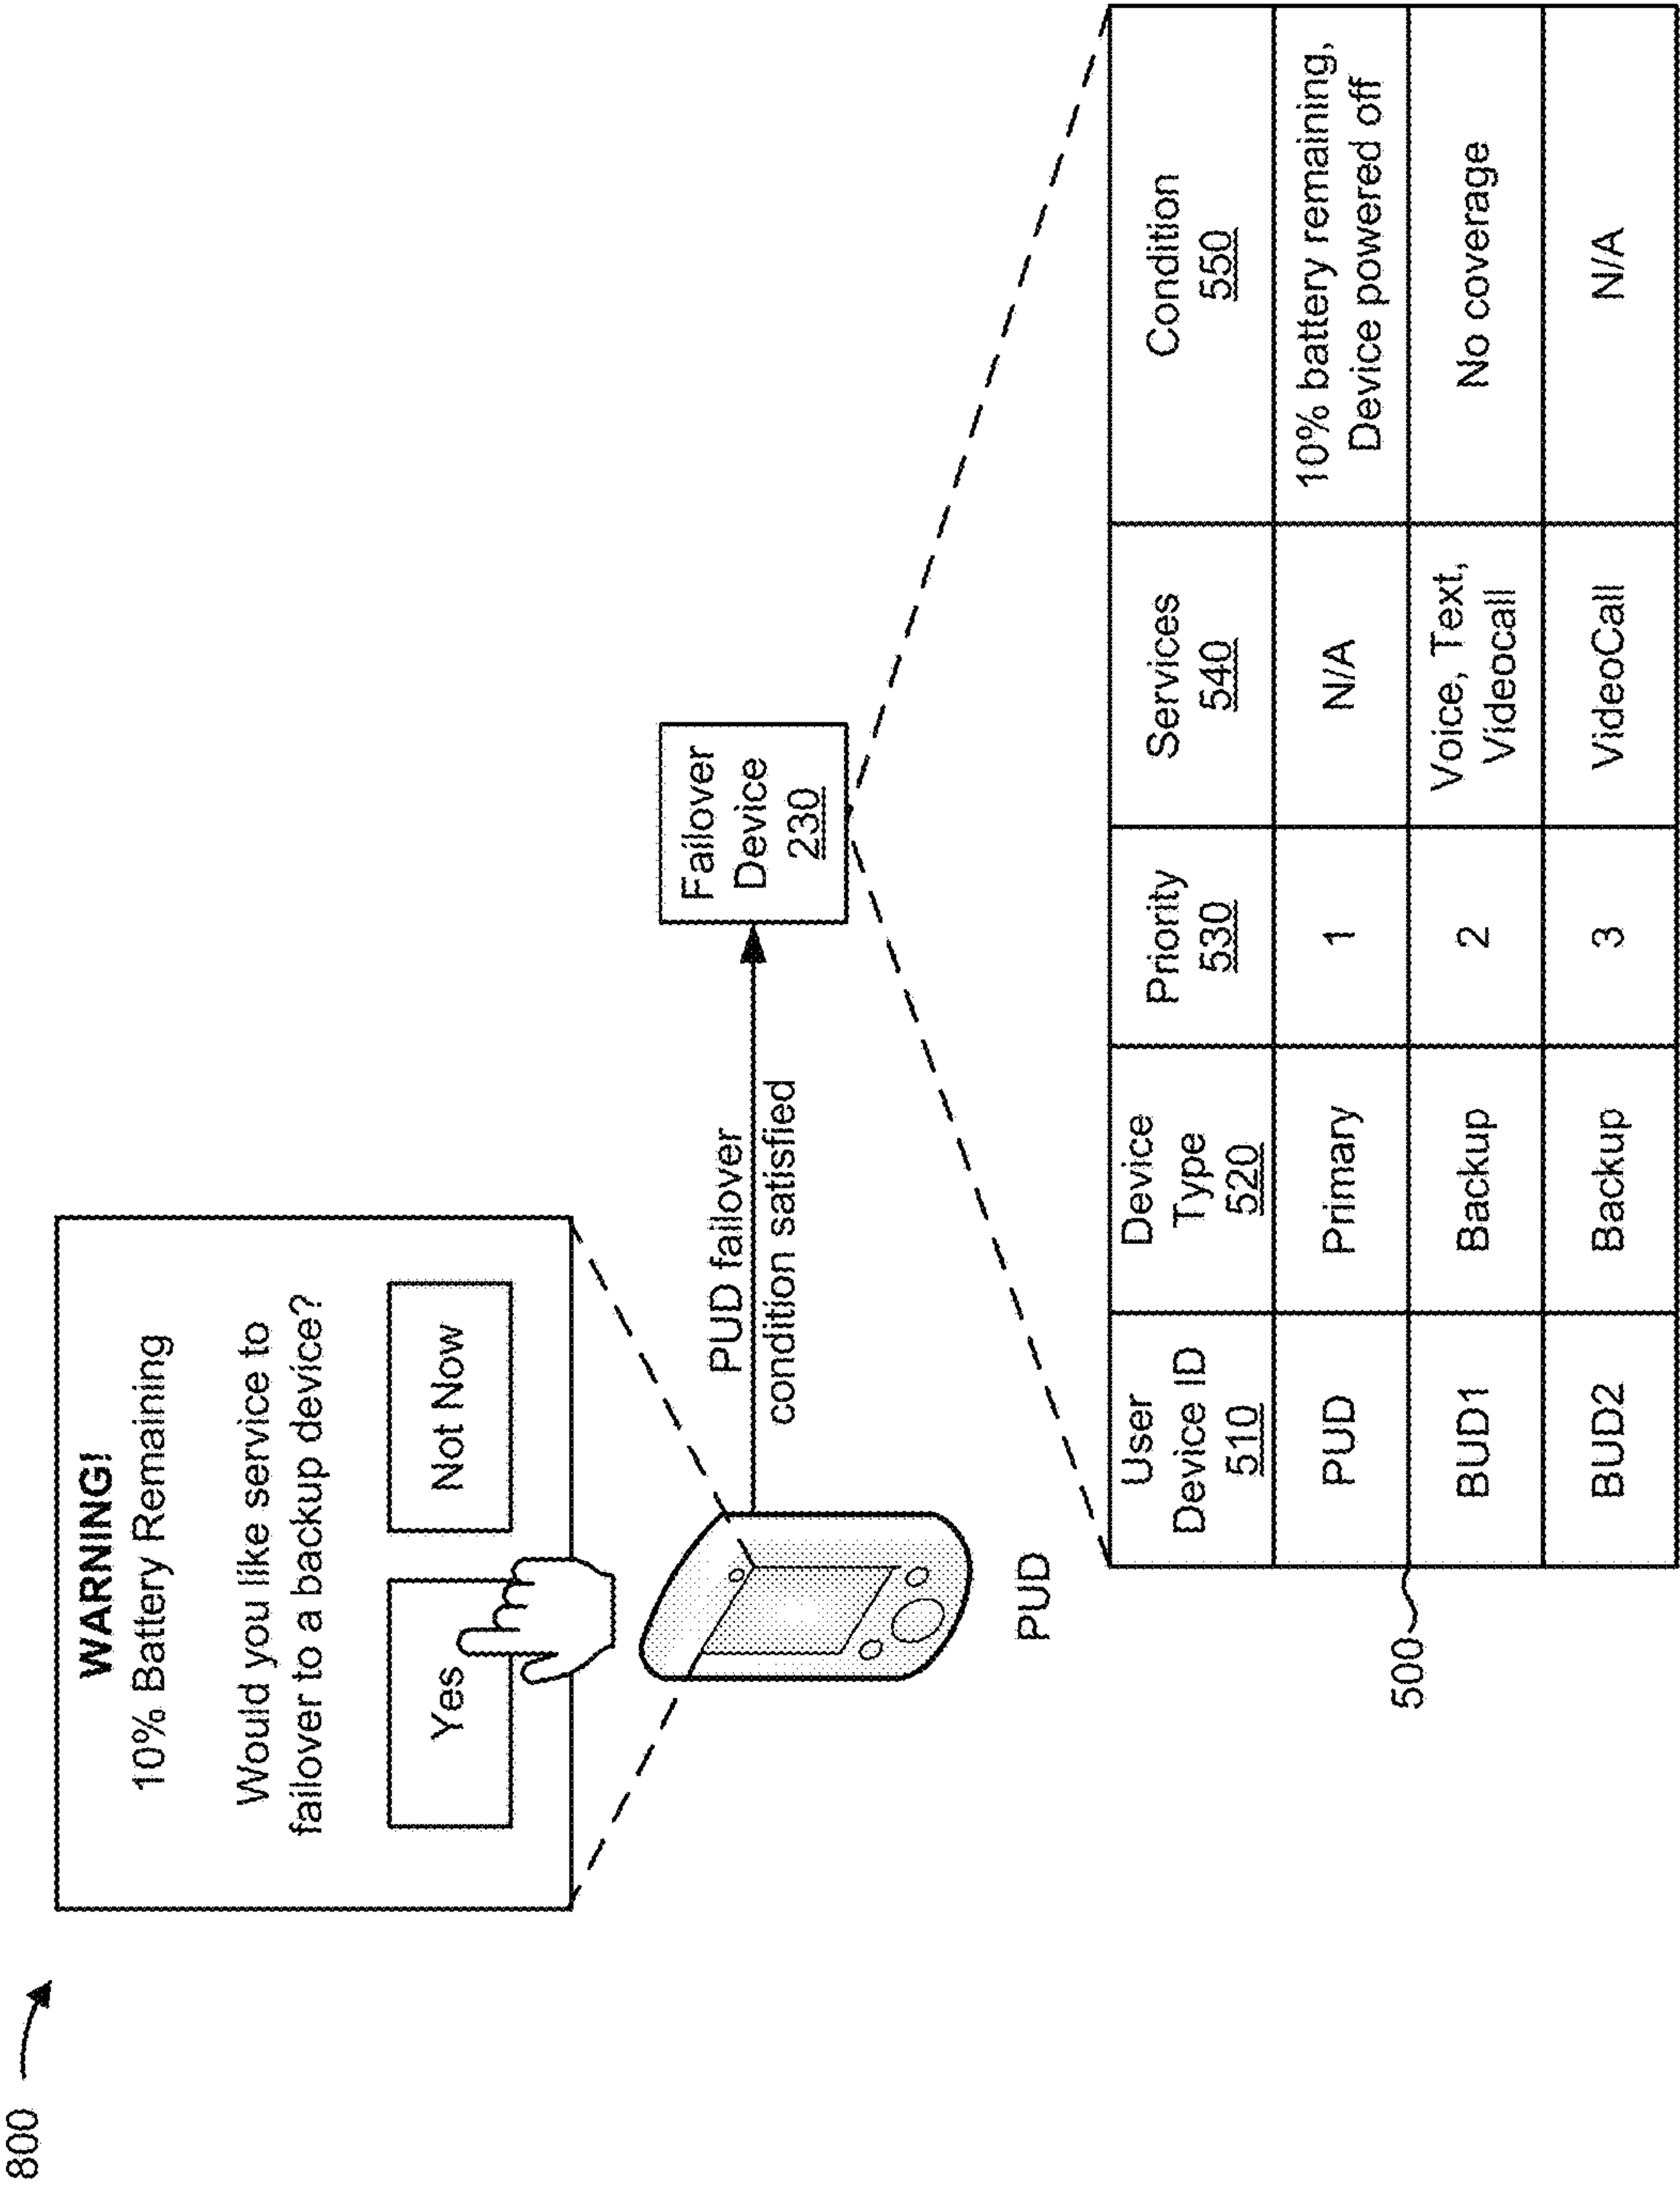 800
WARNING!
10% Battery Remaining
Would you like service to
failover to a backup device?
Yes
Not Now
PUD
PUD failover
condition satisfied
Failover
Device
230
500
User
Device ID
510
Device
Type
520
Priority
530
Services
540
Condition
550
PUD
Primary
1
N/A
10% battery remaining,
Device powered off
BUD1
Backup
2
Voice, Text,
Videocall
No coverage
BUD2
Backup
3
VideoCall
N/A